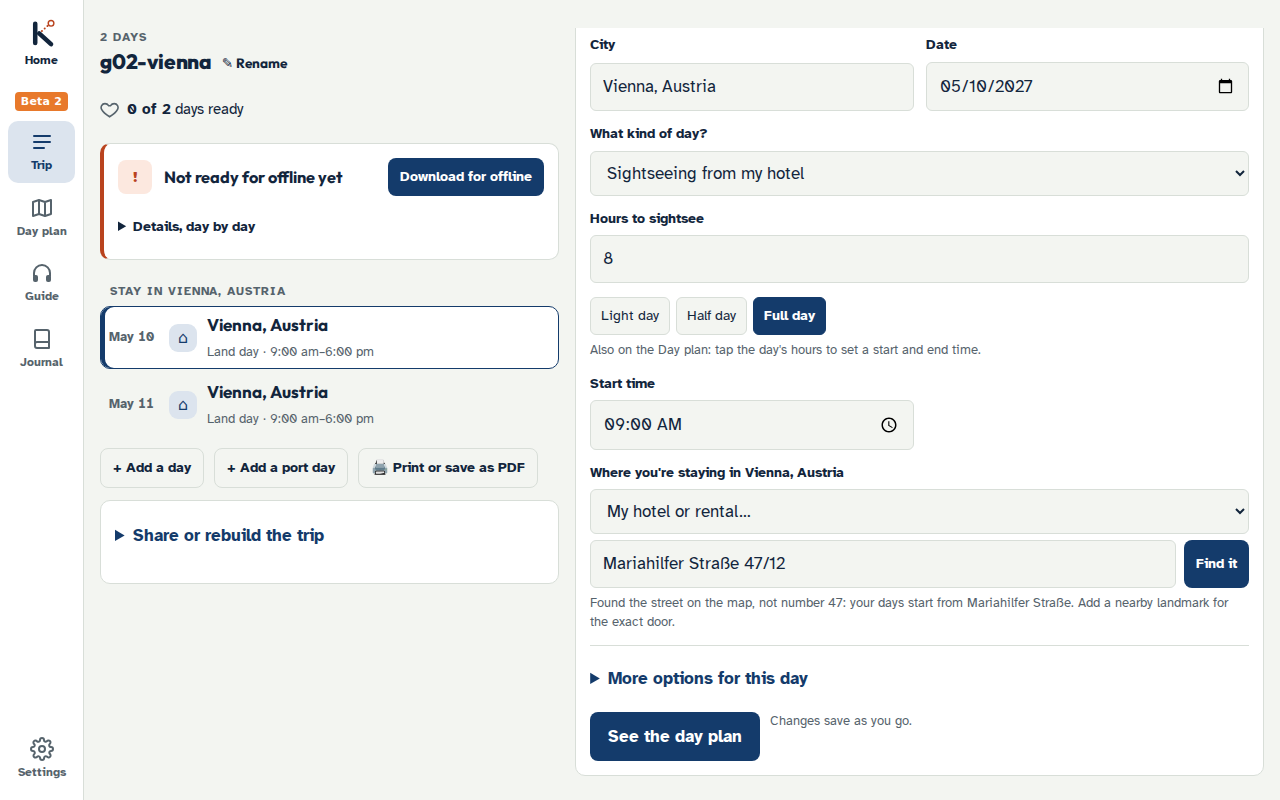 Home
Beta 2
Trip
Day plan
Guide
Journal
Settings
2 DAYS
g02-vienna ✎ Rename
0 of 2 days ready
! Not ready for offline yet
Download for offline
▶ Details, day by day
STAY IN VIENNA, AUSTRIA
May 10 ⌂ Vienna, Austria
Land day · 9:00 am–6:00 pm
May 11 ⌂ Vienna, Austria
Land day · 9:00 am–6:00 pm
+ Add a day + Add a port day 🖨️ Print or save as PDF
▶ Share or rebuild the trip
City Date
Vienna, Austria 05/10/2027
What kind of day?
Sightseeing from my hotel
Hours to sightsee
8
Light day Half day Full day
Also on the Day plan: tap the day's hours to set a start and end time.
Start time
09:00 AM
Where you're staying in Vienna, Austria
My hotel or rental...
Mariahilfer Straße 47/12 Find it
Found the street on the map, not number 47: your days start from Mariahilfer Straße. Add a nearby landmark for
the exact door.
▶ More options for this day
See the day plan Changes save as you go.